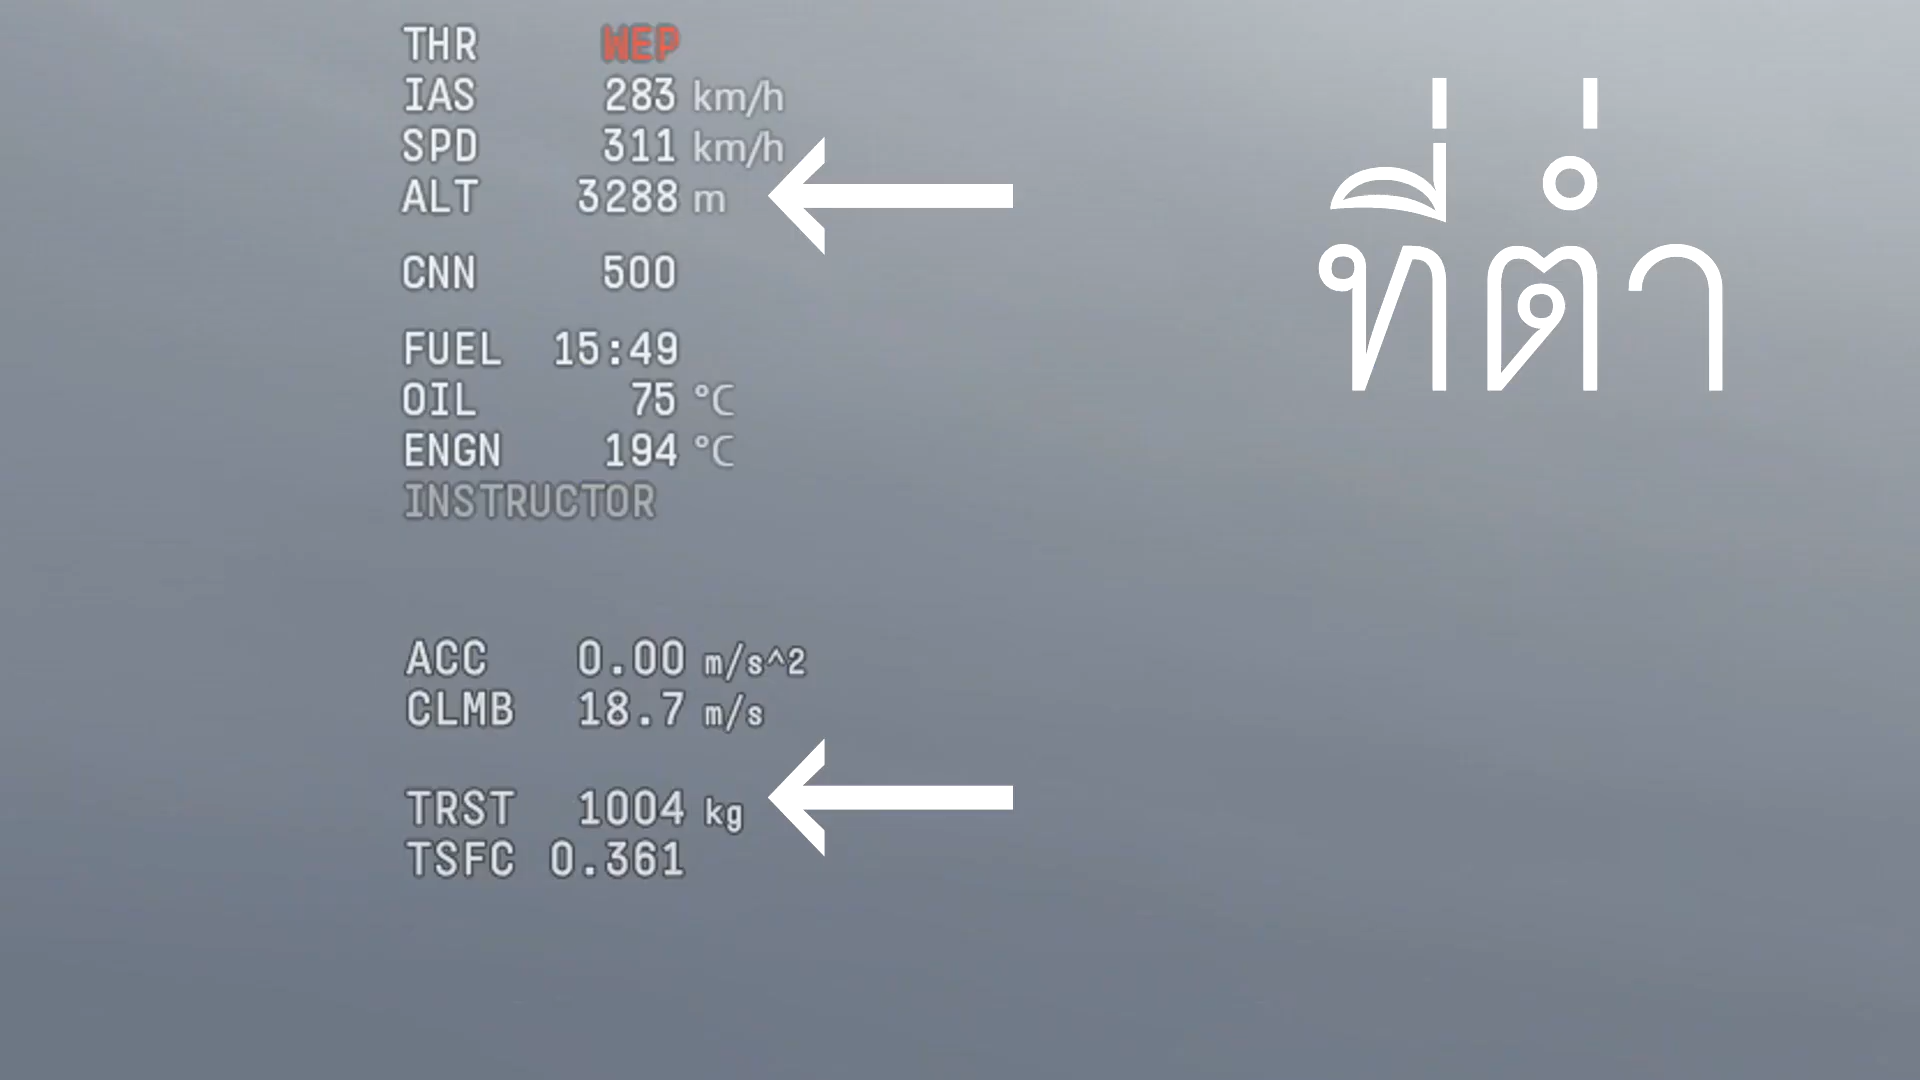 THR WEP
IAS 283 km/h
SPD 311 km/h
ALT 3288 m
CNN 500
FUEL 15:49
OIL 75 °C
ENGN 194 °C
INSTRUCTOR
ACC 0.00 m/s^2
CLMB 18.7 m/s
TRST 1004 kg
TSFC 0.361
ที่ต่ำ